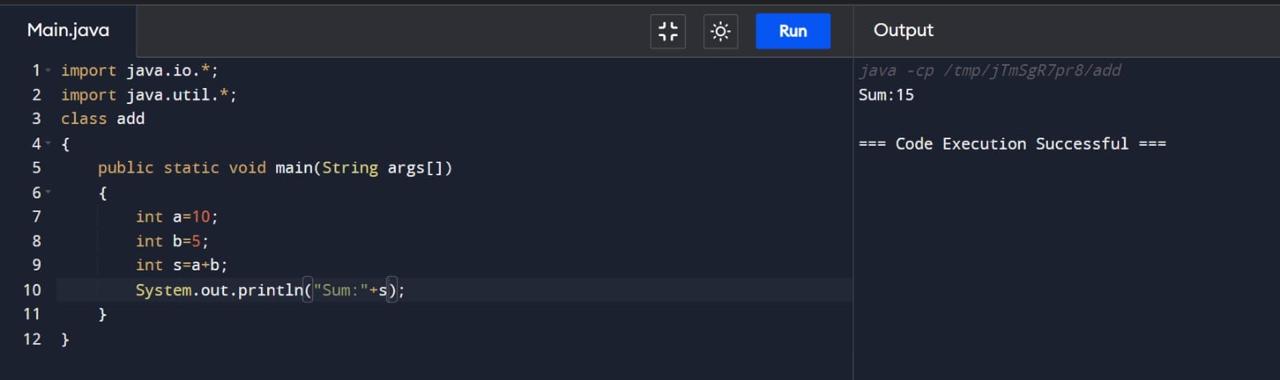 Main.java
Run
1 import java.io.*;
2 import java.util.*;
3 class add
4 {
5     public static void main(String args[])
6     {
7         int a=10;
8         int b=5;
9         int s=a+b;
10         System.out.println("Sum:"+s);
11     }
12 }
Output
java -cp /tmp/jTmSgR7pr8/add
Sum:15
=== Code Execution Successful ===